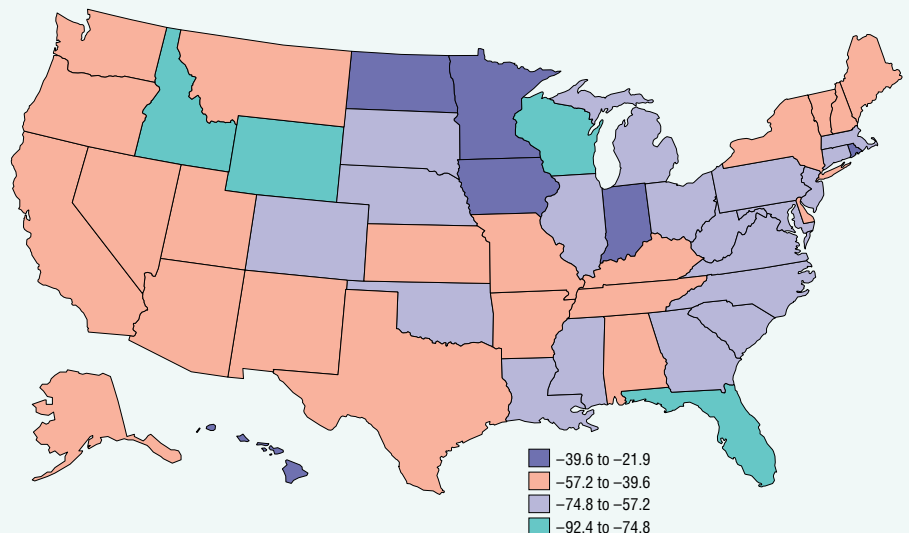 –39.6 to –21.9
–57.2 to –39.6
–74.8 to –57.2
–92.4 to –74.8